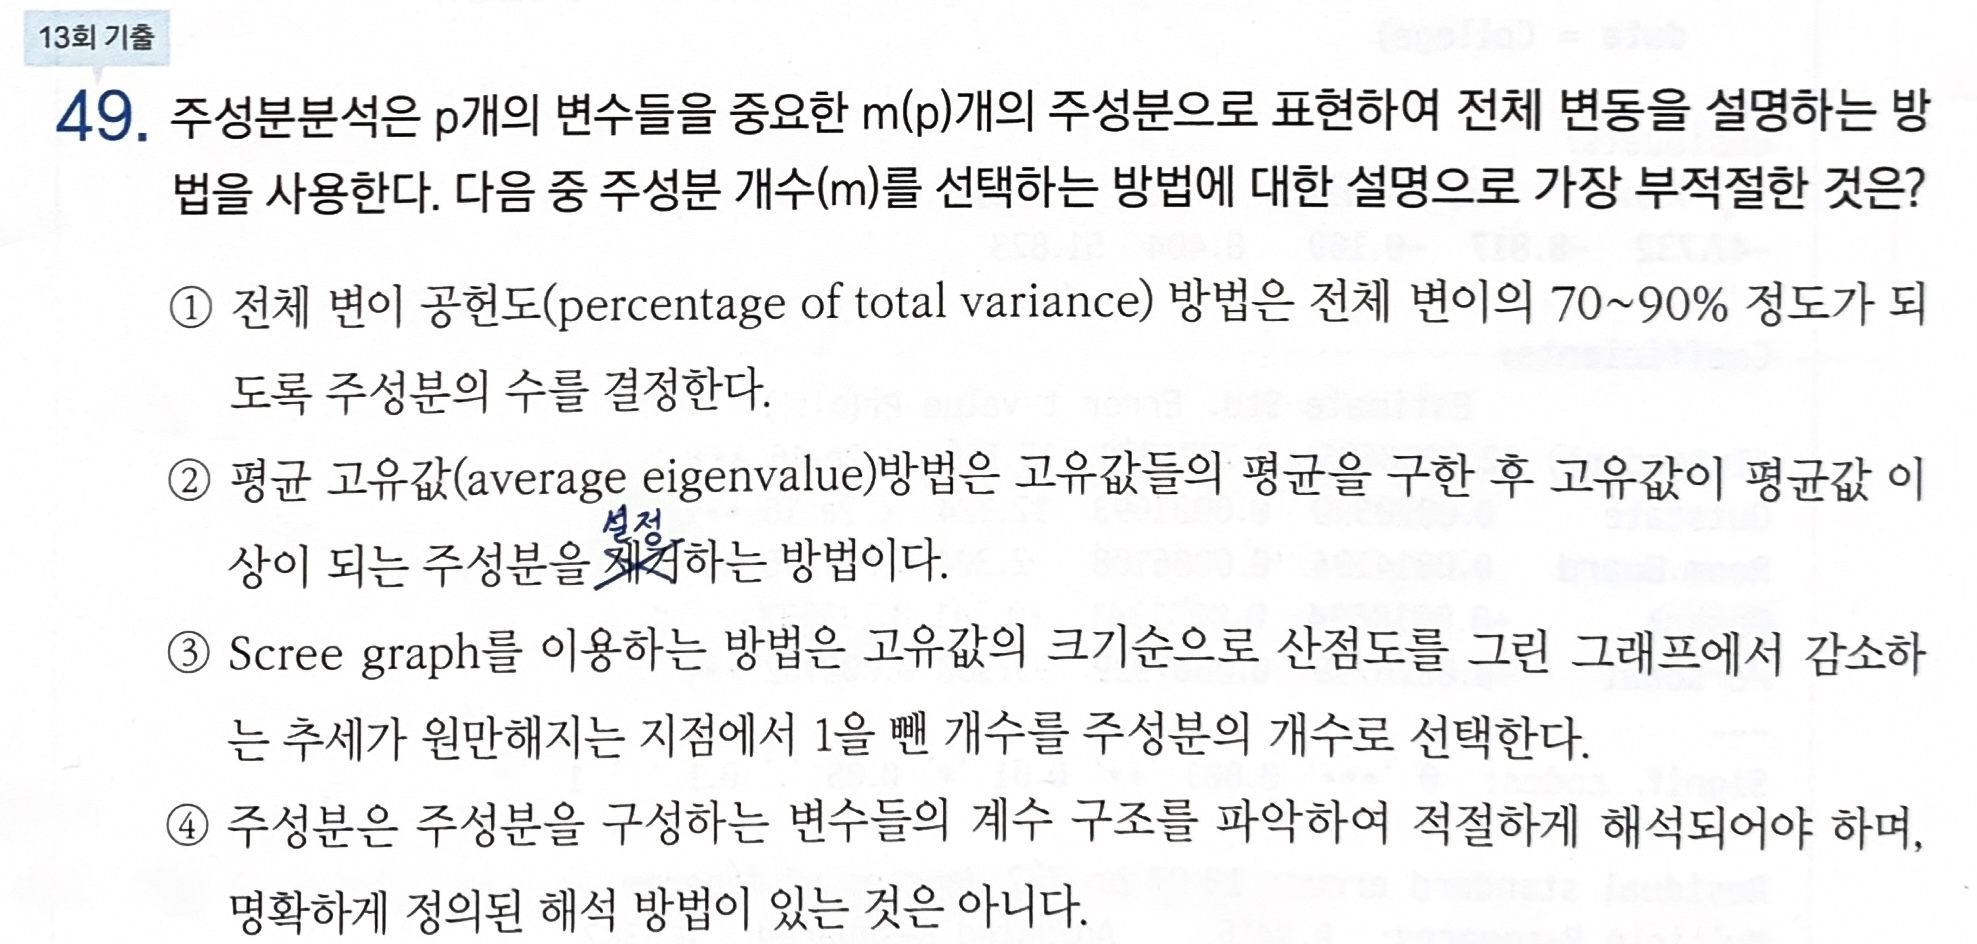 13회 기출
49. 주성분분석은 p개의 변수들을 중요한 m(p)개의 주성분으로 표현하여 전체 변동을 설명하는 방
법을 사용한다. 다음 중 주성분 개수(m)를 선택하는 방법에 대한 설명으로 가장 부적절한 것은?
① 전체 변이 공헌도(percentage of total variance) 방법은 전체 변이의 70~90% 정도가 되
도록 주성분의 수를 결정한다.
② 평균 고유값(average eigenvalue)방법은 고유값들의 평균을 구한 후 고유값이 평균값 이
설정
상이 되는 주성분을 제거하는 방법이다.
③ Scree graph를 이용하는 방법은 고유값의 크기순으로 산점도를 그린 그래프에서 감소하
는 추세가 원만해지는 지점에서 1을 뺀 개수를 주성분의 개수로 선택한다.
④ 주성분은 주성분을 구성하는 변수들의 계수 구조를 파악하여 적절하게 해석되어야 하며,
명확하게 정의된 해석 방법이 있는 것은 아니다.